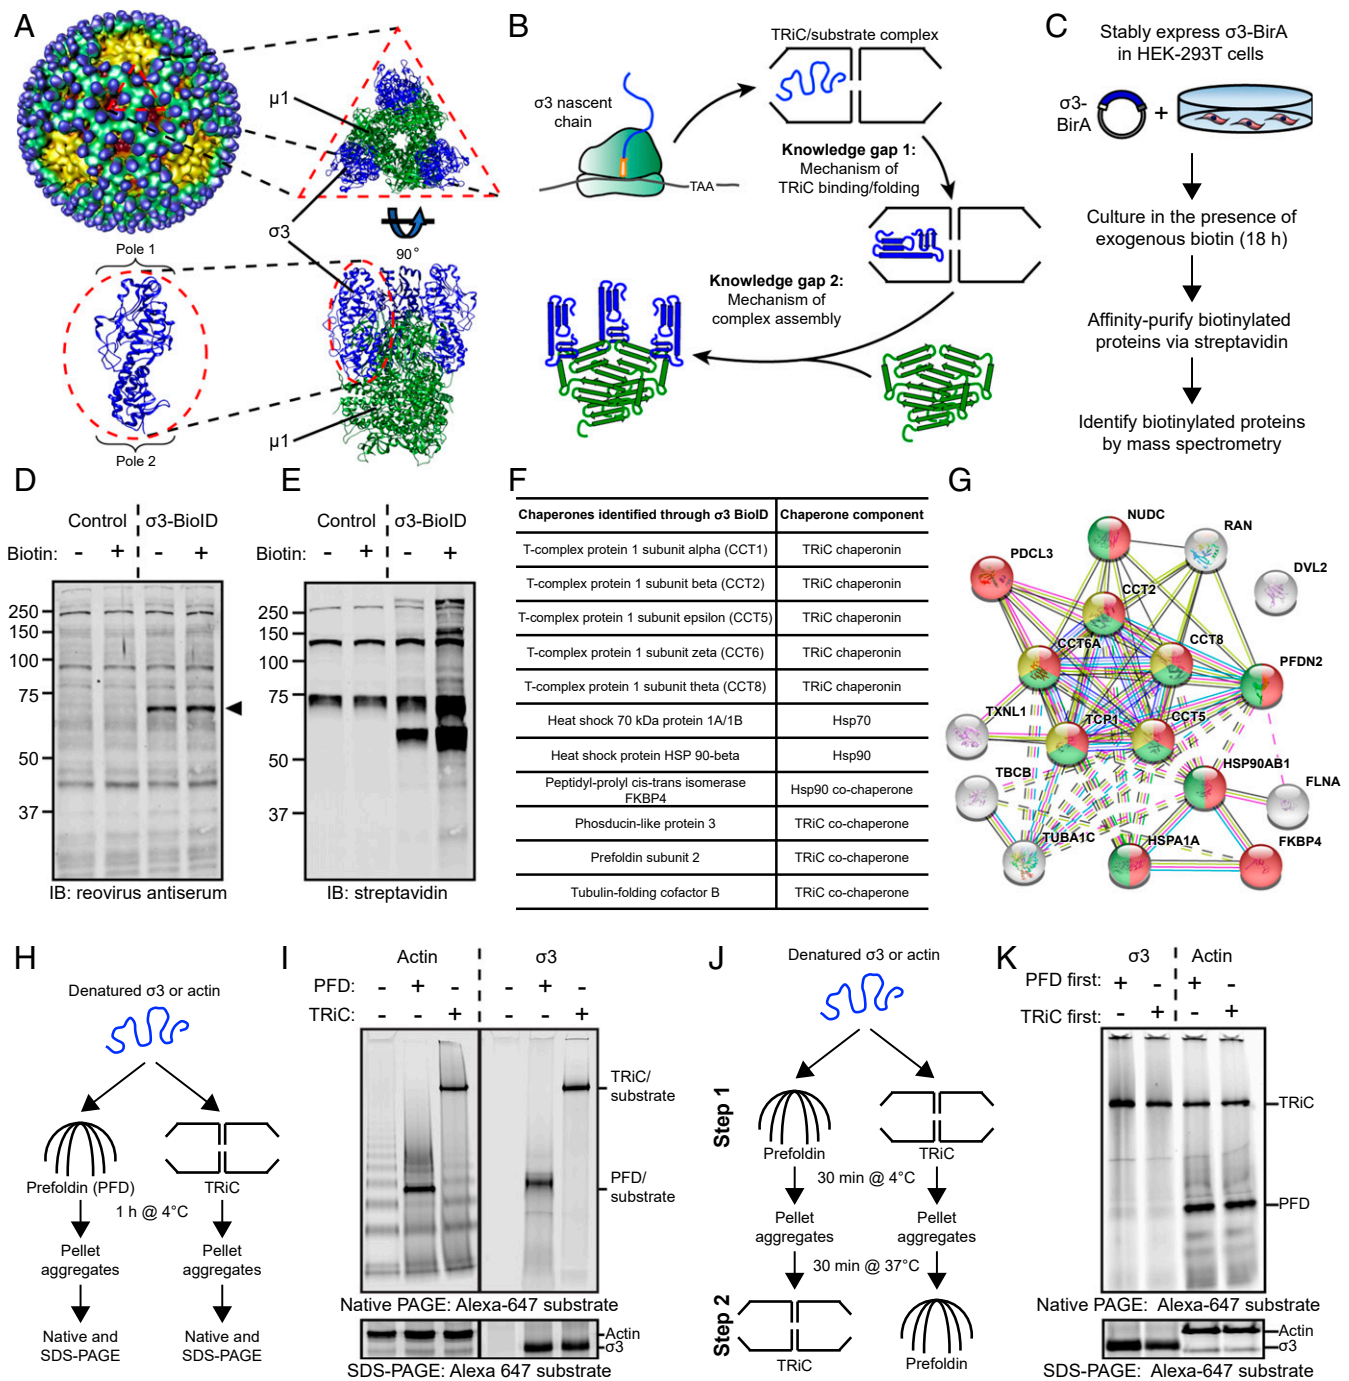 A
μ1
σ3
90°
Pole 1
Pole 2
μ1
B
TRiC/substrate complex
σ3 nascent
chain
TAA
Knowledge gap 1:
Mechanism of
TRiC binding/folding
Knowledge gap 2:
Mechanism of
complex assembly
C
Stably express σ3-BirA
in HEK-293T cells
σ3-
BirA
+
Culture in the presence of
exogenous biotin (18 h)
Affinity-purify biotinylated
proteins via streptavidin
Identify biotinylated proteins
by mass spectrometry
D
Control σ3-BioID
Biotin: - + - +
250
150
100
75
50
37
IB: reovirus antiserum
E
Control σ3-BioID
Biotin: - + - +
250
150
100
75
50
37
IB: streptavidin
F
Chaperones identified through σ3 BioID Chaperone component
T-complex protein 1 subunit alpha (CCT1) TRiC chaperonin
T-complex protein 1 subunit beta (CCT2) TRiC chaperonin
T-complex protein 1 subunit epsilon (CCT5) TRiC chaperonin
T-complex protein 1 subunit zeta (CCT6) TRiC chaperonin
T-complex protein 1 subunit theta (CCT8) TRiC chaperonin
Heat shock 70 kDa protein 1A/1B Hsp70
Heat shock protein HSP 90-beta Hsp90
Peptidyl-prolyl cis-trans isomerase
FKBP4 Hsp90 co-chaperone
Phosducin-like protein 3 TRiC co-chaperone
Prefoldin subunit 2 TRiC co-chaperone
Tubulin-folding cofactor B TRiC co-chaperone
G
NUDC
RAN
PDCL3
DVL2
CCT2
CCT6A
CCT8
PFDN2
TXNL1
TCP1
CCT5
HSP90AB1
TBCB
FLNA
TUBA1C
HSPA1A
FKBP4
H
Denatured σ3 or actin
Prefoldin (PFD) TRiC
1 h @ 4°C
Pellet
aggregates
Pellet
aggregates
Native and
SDS-PAGE
Native and
SDS-PAGE
I
Actin σ3
PFD: - + - - + -
TRiC: - - + - - +
TRiC/
substrate
PFD/
substrate
Native PAGE: Alexa-647 substrate
Actin
σ3
SDS-PAGE: Alexa 647 substrate
J
Denatured σ3 or actin
Step 1
Prefoldin TRiC
30 min @ 4°C
Pellet
aggregates
Pellet
aggregates
30 min @ 37°C
Step 2
TRiC Prefoldin
K
σ3 Actin
PFD first: + - + -
TRiC first: - + - +
TRiC
PFD
Native PAGE: Alexa-647 substrate
Actin
σ3
SDS-PAGE: Alexa-647 substrate